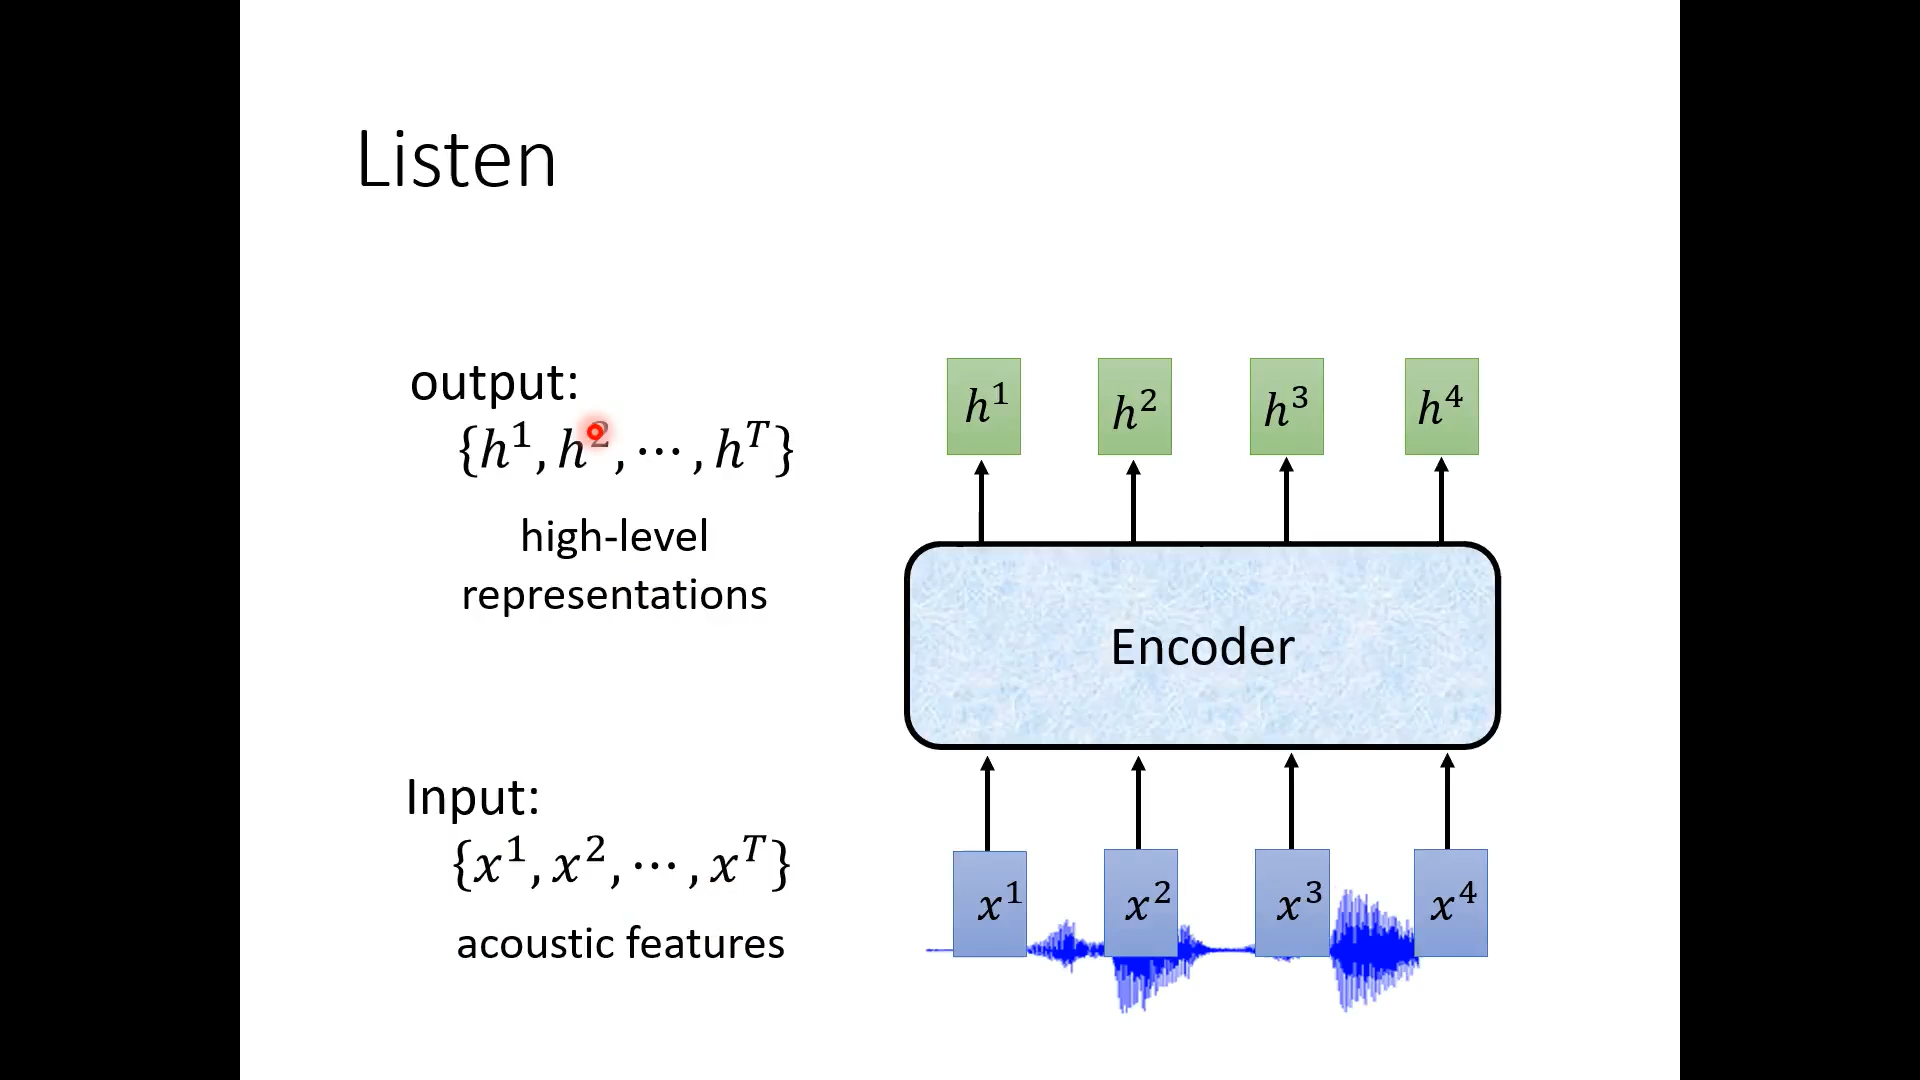 Listen
output:
{h¹, h², ⋯, hᵀ}
high-level
representations
Input:
{x¹, x², ⋯, xᵀ}
acoustic features
h¹ h² h³ h⁴
Encoder
x¹ x² x³ x⁴